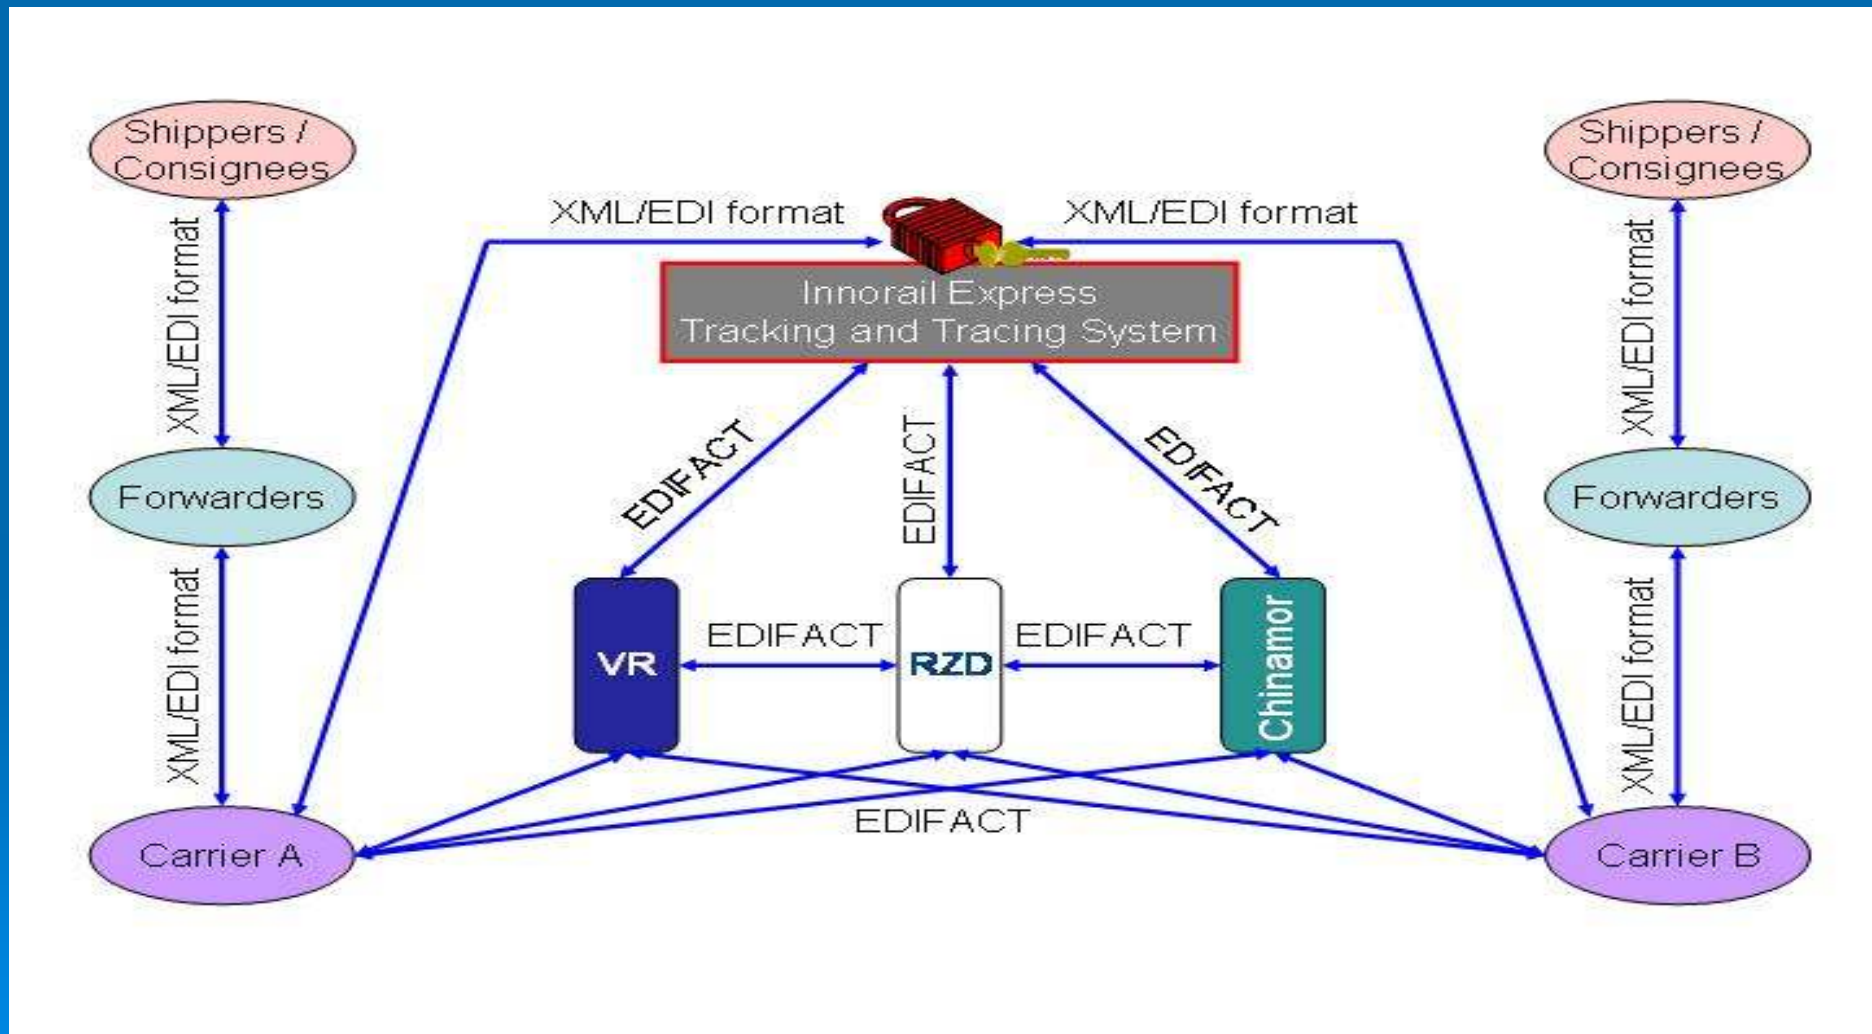 Shippers /
Consignees
Shippers /
Consignees
XML/EDI format
XML/EDI format
XML/EDI format
XML/EDI format
Innorail Express
Tracking and Tracing System
EDIFACT
EDIFACT
EDIFACT
Forwarders
Forwarders
XML/EDI format
XML/EDI format
VR
EDIFACT
RZD
EDIFACT
Chinamor
EDIFACT
Carrier A
Carrier B